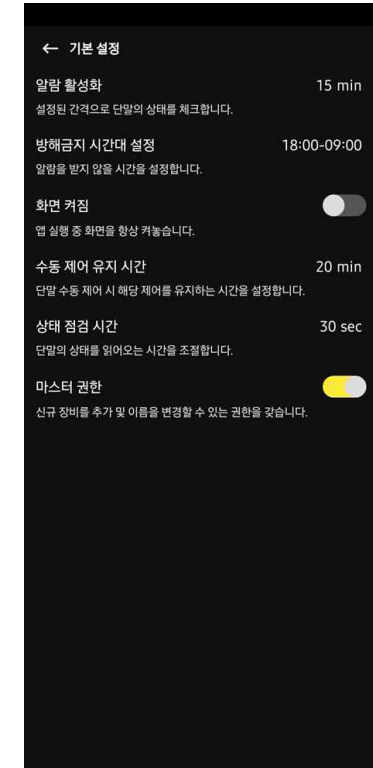 ← 기본 설정
알람 활성화 15 min
설정된 간격으로 단말의 상태를 체크합니다.
방해금지 시간대 설정 18:00-09:00
알람을 받지 않을 시간을 설정합니다.
화면 켜짐
앱 실행 중 화면을 항상 켜놓습니다.
수동 제어 유지 시간 20 min
단말 수동 제어 시 해당 제어를 유지하는 시간을 설정합니다.
상태 점검 시간 30 sec
단말의 상태를 읽어오는 시간을 조절합니다.
마스터 권한
신규 장비를 추가 및 이름을 변경할 수 있는 권한을 갖습니다.